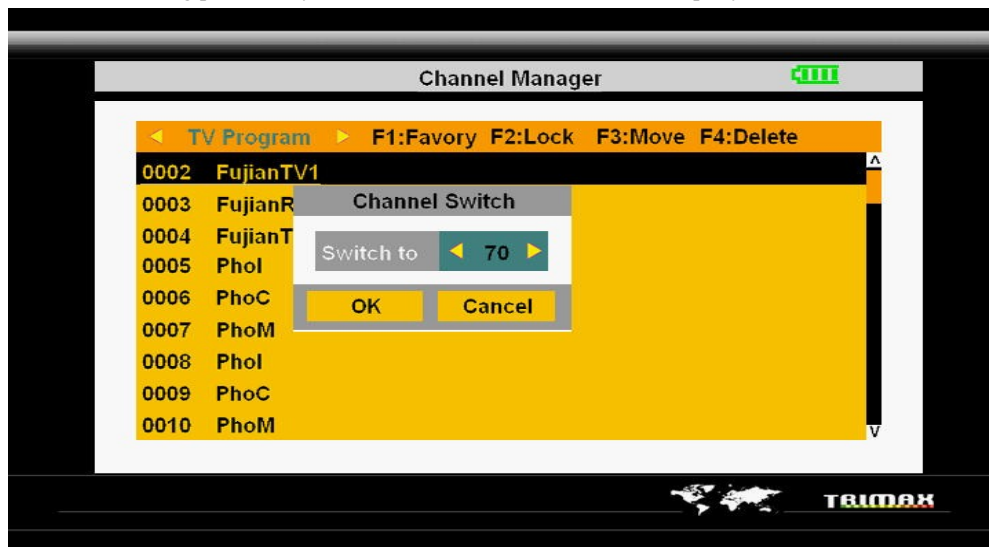 Channel Manager
TV Program F1:Favory F2:Lock F3:Move F4:Delete
0002 FujianTV1
0003 FujianR
0004 FujianT
0005 PhoI
0006 PhoC
0007 PhoM
0008 PhoI
0009 PhoC
0010 PhoM
Channel Switch
Switch to 70
OK Cancel
TRIMAX